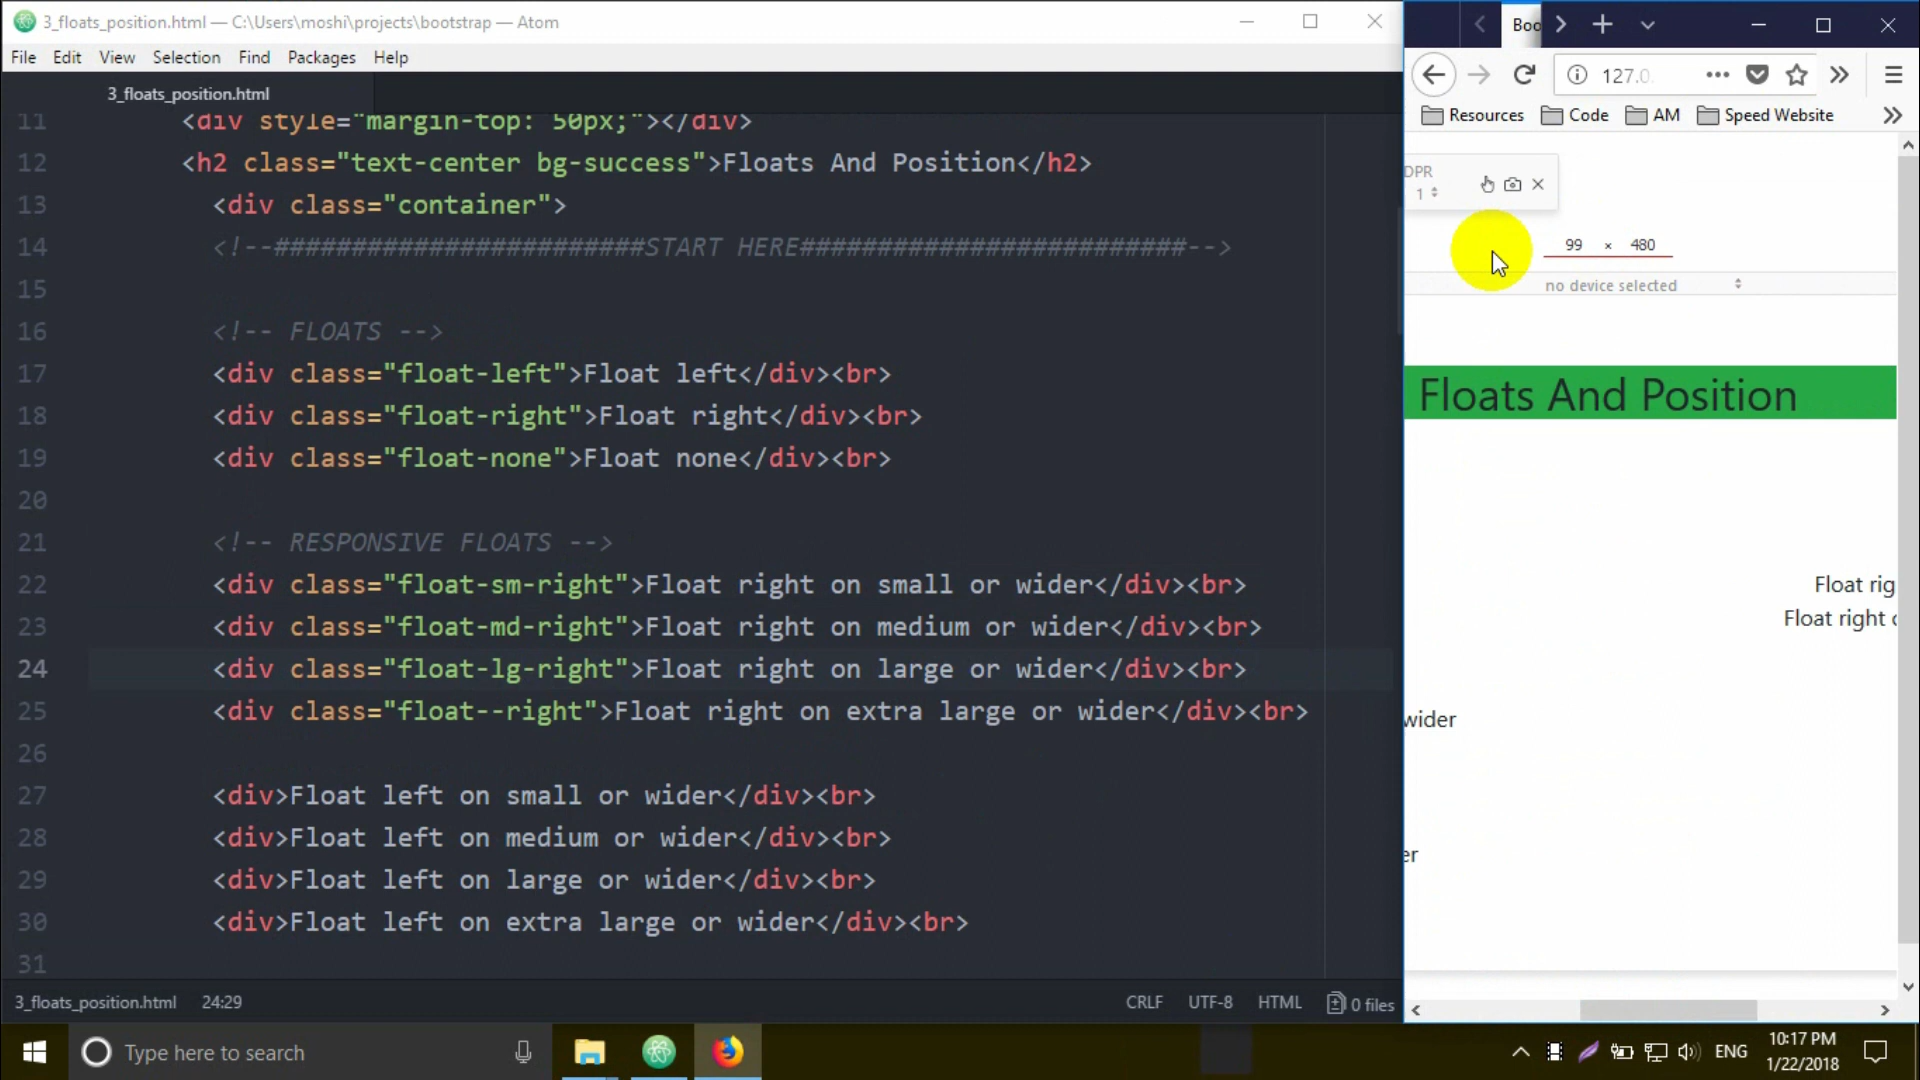 3_floats_position.html — C:\Users\moshi\projects\bootstrap — Atom
File Edit View Selection Find Packages Help
3_floats_position.html
11 <div style="margin-top: 50px;"></div>
12 <h2 class="text-center bg-success">Floats And Position</h2>
13 <div class="container">
14 <!--########################START HERE#########################-->
15
16 <!-- FLOATS -->
17 <div class="float-left">Float left</div><br>
18 <div class="float-right">Float right</div><br>
19 <div class="float-none">Float none</div><br>
20
21 <!-- RESPONSIVE FLOATS -->
22 <div class="float-sm-right">Float right on small or wider</div><br>
23 <div class="float-md-right">Float right on medium or wider</div><br>
24 <div class="float-lg-right">Float right on large or wider</div><br>
25 <div class="float--right">Float right on extra large or wider</div><br>
26
27 <div>Float left on small or wider</div><br>
28 <div>Float left on medium or wider</div><br>
29 <div>Float left on large or wider</div><br>
30 <div>Float left on extra large or wider</div><br>
31
3_floats_position.html 24:29 CRLF UTF-8 HTML 0 files
Boo
127.0.
Resources Code AM Speed Website
DPR
1
99 × 480
no device selected
Floats And Position
Float rig
Float right o
wider
er
Type here to search
ENG
10:17 PM
1/22/2018